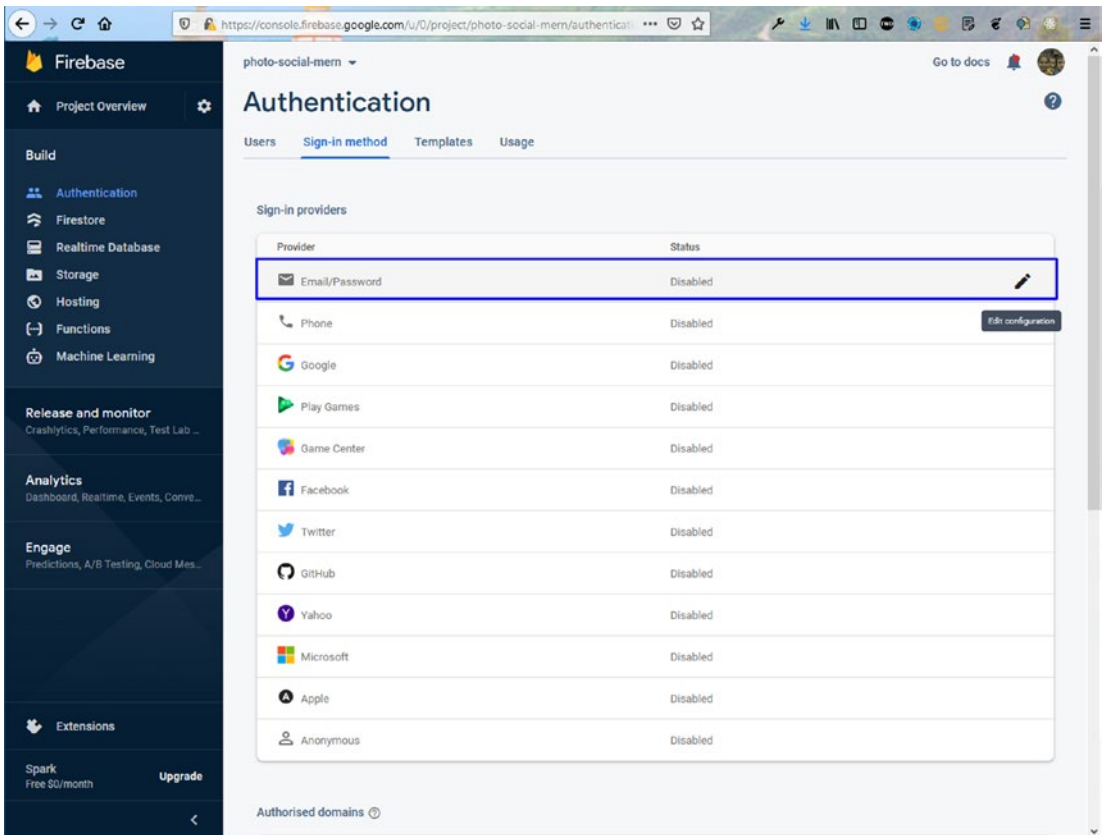 https://console.firebase.google.com/u/0/project/photo-social-mern/authenticati
Firebase
Project Overview
Build
Authentication
Firestore
Realtime Database
Storage
Hosting
Functions
Machine Learning
Release and monitor
Crashlytics, Performance, Test Lab ...
Analytics
Dashboard, Realtime, Events, Conve...
Engage
Predictions, A/B Testing, Cloud Mes...
Extensions
Spark
Free $0/month
Upgrade
photo-social-mern
Go to docs
Authentication
Users Sign-in method Templates Usage
Sign-in providers
Provider Status
Email/Password Disabled
Edit configuration
Phone Disabled
Google Disabled
Play Games Disabled
Game Center Disabled
Facebook Disabled
Twitter Disabled
GitHub Disabled
Yahoo Disabled
Microsoft Disabled
Apple Disabled
Anonymous Disabled
Authorised domains